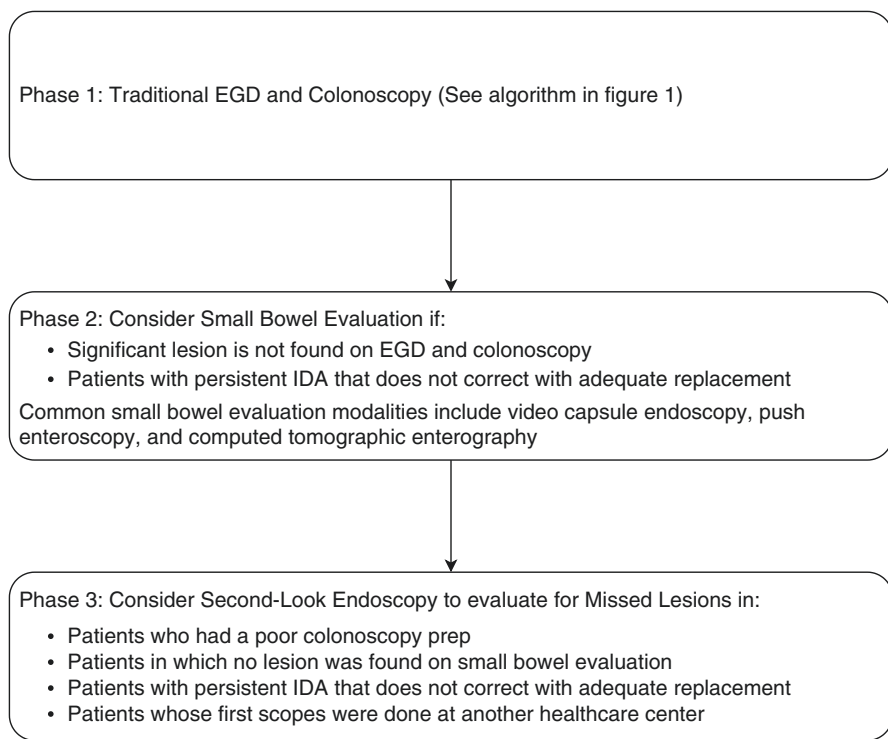 Phase 1: Traditional EGD and Colonoscopy (See algorithm in figure 1)
Phase 2: Consider Small Bowel Evaluation if:
• Significant lesion is not found on EGD and colonoscopy
• Patients with persistent IDA that does not correct with adequate replacement
Common small bowel evaluation modalities include video capsule endoscopy, push
enteroscopy, and computed tomographic enterography
Phase 3: Consider Second-Look Endoscopy to evaluate for Missed Lesions in:
• Patients who had a poor colonoscopy prep
• Patients in which no lesion was found on small bowel evaluation
• Patients with persistent IDA that does not correct with adequate replacement
• Patients whose first scopes were done at another healthcare center